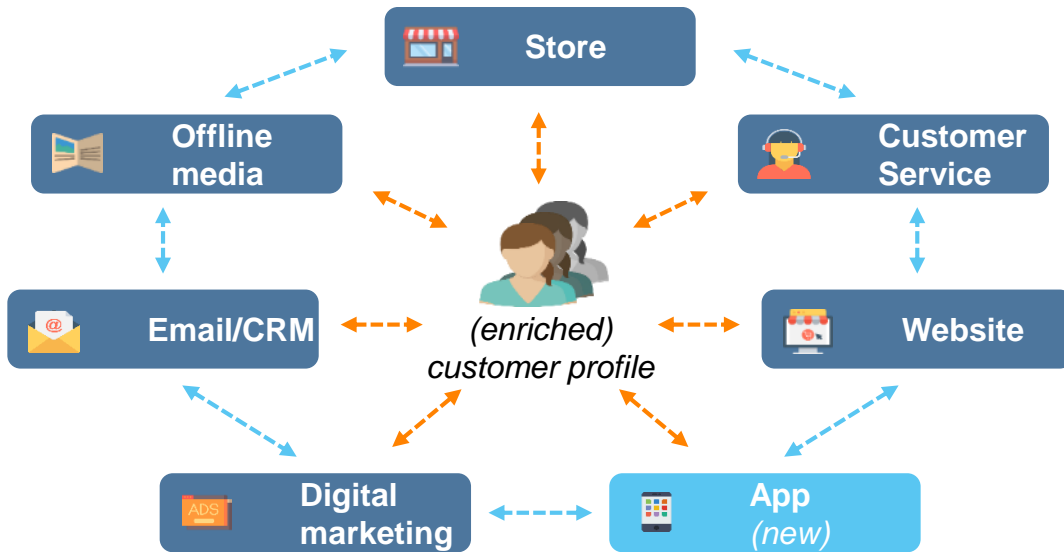 Store
Offline
media
Customer
Service
@
Email/CRM
(enriched)
customer profile
Website
ADS
Digital
marketing
App
(new)